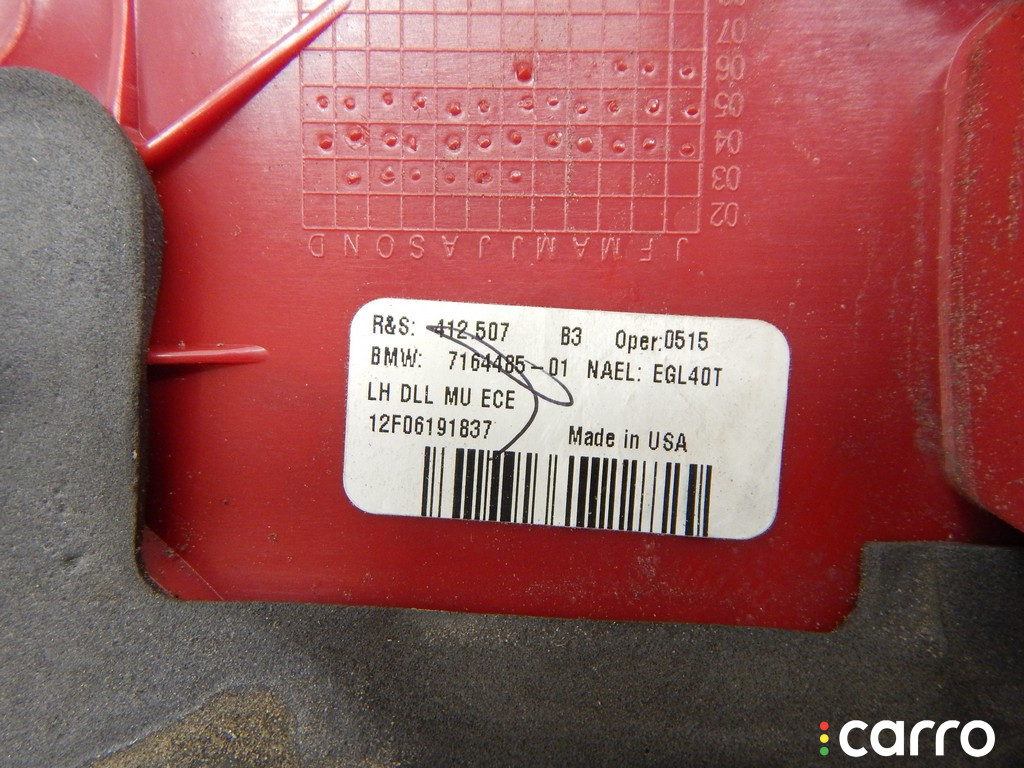 07
06
05
04
03
02
D N O S A J J M A M F J
R&S: 412.507 B3 Oper:0515
BMW: 7164485-01 NAEL: EGL40T
LH DLL MU ECE
12F06191837 Made in USA
carro